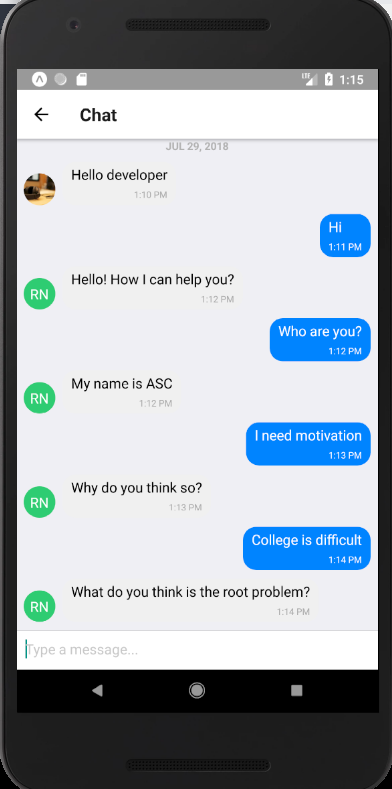 1:15
Chat
JUL 29, 2018
Hello developer
1:10 PM
Hi
1:11 PM
RN
Hello! How I can help you?
1:12 PM
Who are you?
1:12 PM
RN
My name is ASC
1:12 PM
I need motivation
1:13 PM
RN
Why do you think so?
1:13 PM
College is difficult
1:14 PM
RN
What do you think is the root problem?
1:14 PM
Type a message...